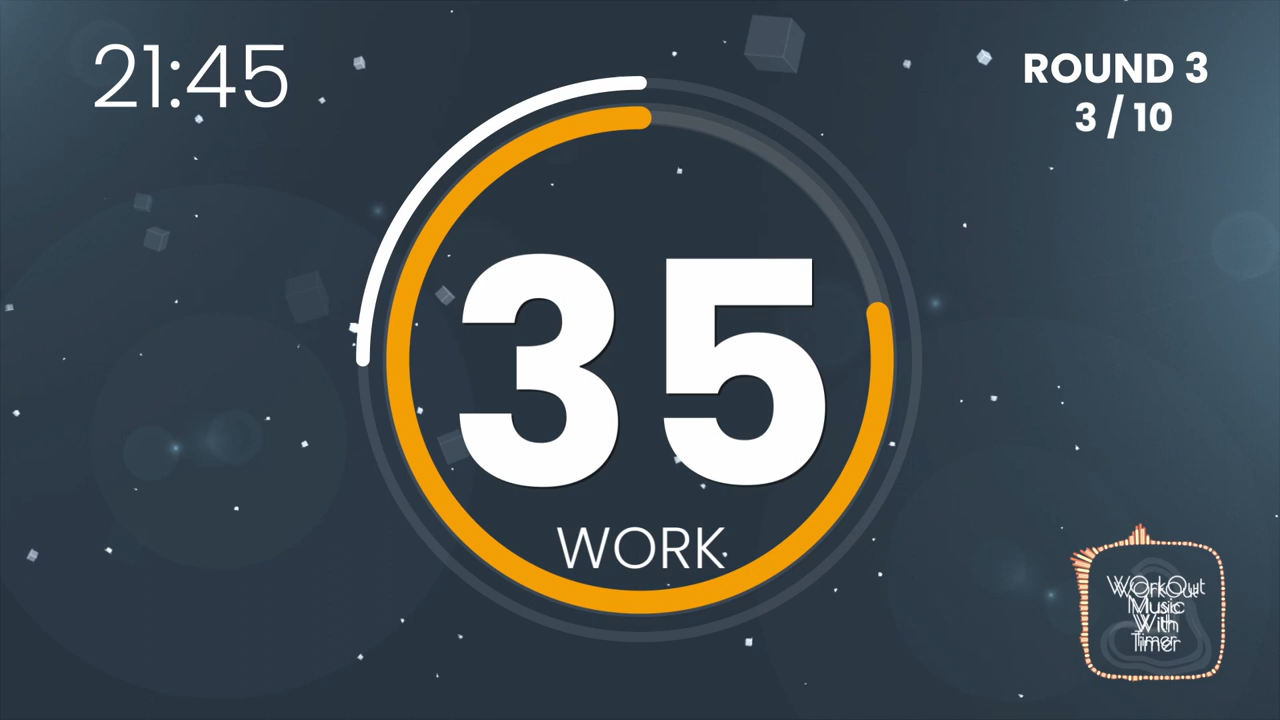 21:45
ROUND 3
3 / 10
35
WORK
WorkOut
Music
With
Timer